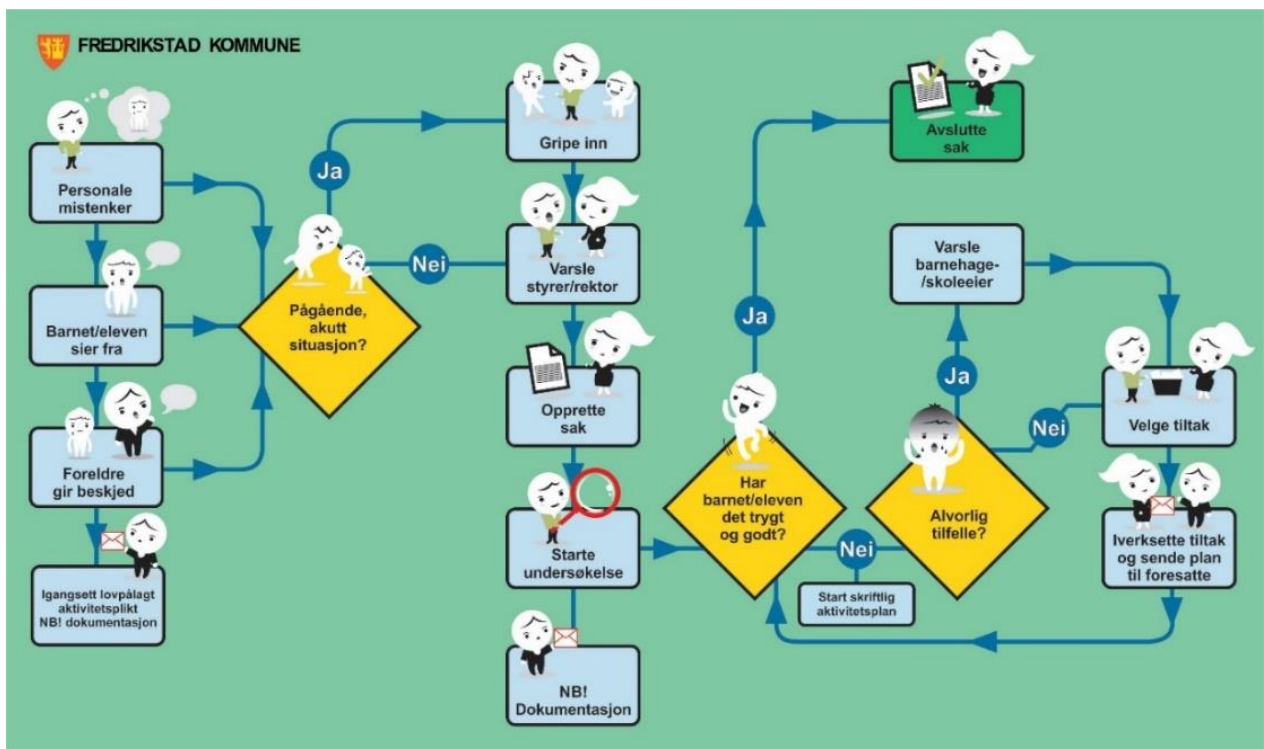 FREDRIKSTAD KOMMUNE
Personale
mistenker
Barnet/eleven
sier fra
Foreldre
gir beskjed
Igangsett lovpålagt
aktivitetsplikt
NB! dokumentasjon
Pågående,
akutt
situasjon?
Ja
Nei
Gripe inn
Varsle
styrer/rektor
Opprette
sak
Starte
undersøkelse
NB!
Dokumentasjon
Har
barnet/eleven
det trygt
og godt?
Ja
Avslutte
sak
Nei
Start skriftlig
aktivitetsplan
Alvorlig
tilfelle?
Ja
Nei
Varsle
barnehage-
/skoleeier
Velge tiltak
Iverksette tiltak
og sende plan
til foresatte